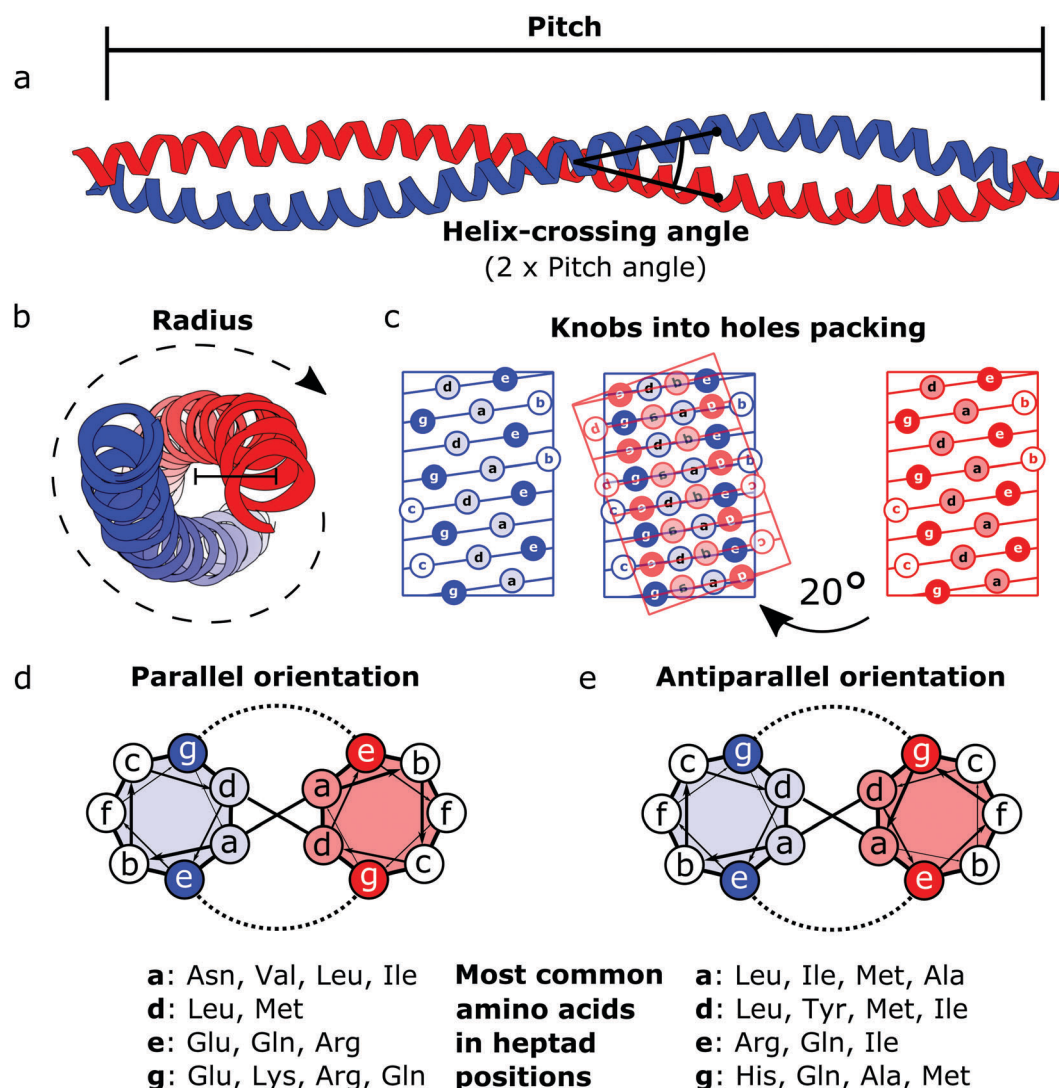 Pitch
a
Helix-crossing angle
(2 x Pitch angle)
b
Radius
c
Knobs into holes packing
d e
g a b
d e
g a b
c d e
g a
c d e
g a
d e
g a b
d e
g a b
c d e
g a
c d e
g a
d e
g a b
d e
g a b
c d e
g a
c d e
g a
20°
d
Parallel orientation
g
c d
f
b a
e
e
a b
f
d c
g
e
Antiparallel orientation
g
c d
f
b a
e
g
d c
f
a b
e
a: Asn, Val, Leu, Ile
d: Leu, Met
e: Glu, Gln, Arg
g: Glu, Lys, Arg, Gln
Most common
amino acids
in heptad
positions
a: Leu, Ile, Met, Ala
d: Leu, Tyr, Met, Ile
e: Arg, Gln, Ile
g: His, Gln, Ala, Met